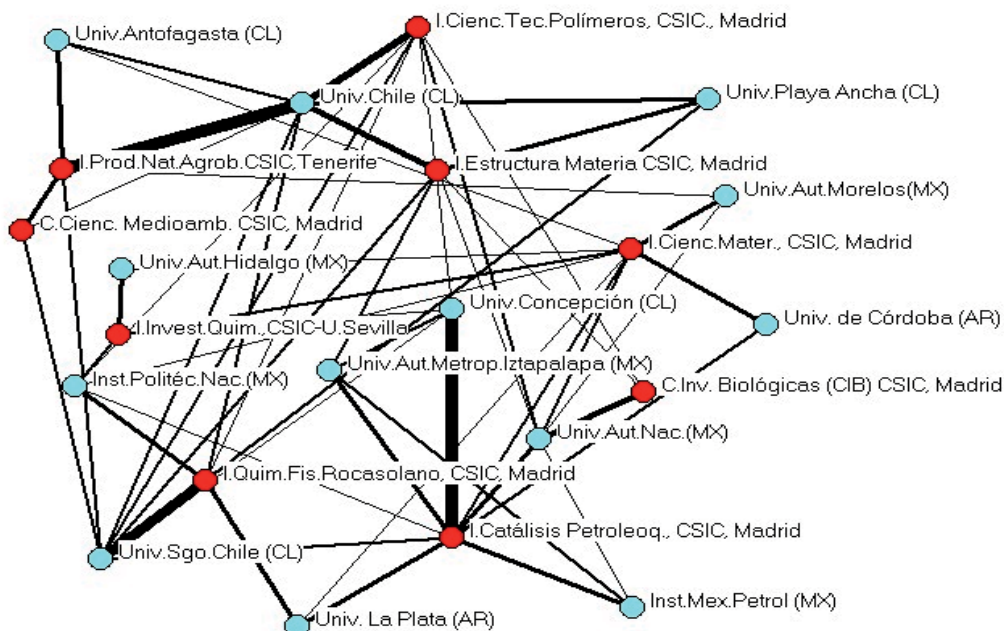 I.Cienc.Tec.Polímeros, CSIC., Madrid
Univ.Antofagasta (CL)
Univ.Playa Ancha (CL)
Univ.Chile (CL)
I.Prod.Nat.Agrob.CSIC,Tenerife
I.Estructura Materia CSIC, Madrid
Univ.Aut.Morelos(MX)
C.Cienc. Medioamb. CSIC, Madrid
I.Cienc.Mater., CSIC, Madrid
Univ.Aut.Hidalgo (MX)
Univ.Concepción (CL)
Univ. de Córdoba (AR)
I.Invest.Quim.,CSIC-U.Sevilla
Univ.Aut.Metrop.Iztapalapa (MX)
Inst.Politéc.Nac.(MX)
C.Inv. Biológicas (CIB) CSIC, Madrid
Univ.Aut.Nac.(MX)
I.Quim.Fis.Rocasolano, CSIC, Madrid
I.Catálisis Petroleoq., CSIC, Madrid
Univ.Sgo.Chile (CL)
Inst.Mex.Petrol (MX)
Univ. La Plata (AR)